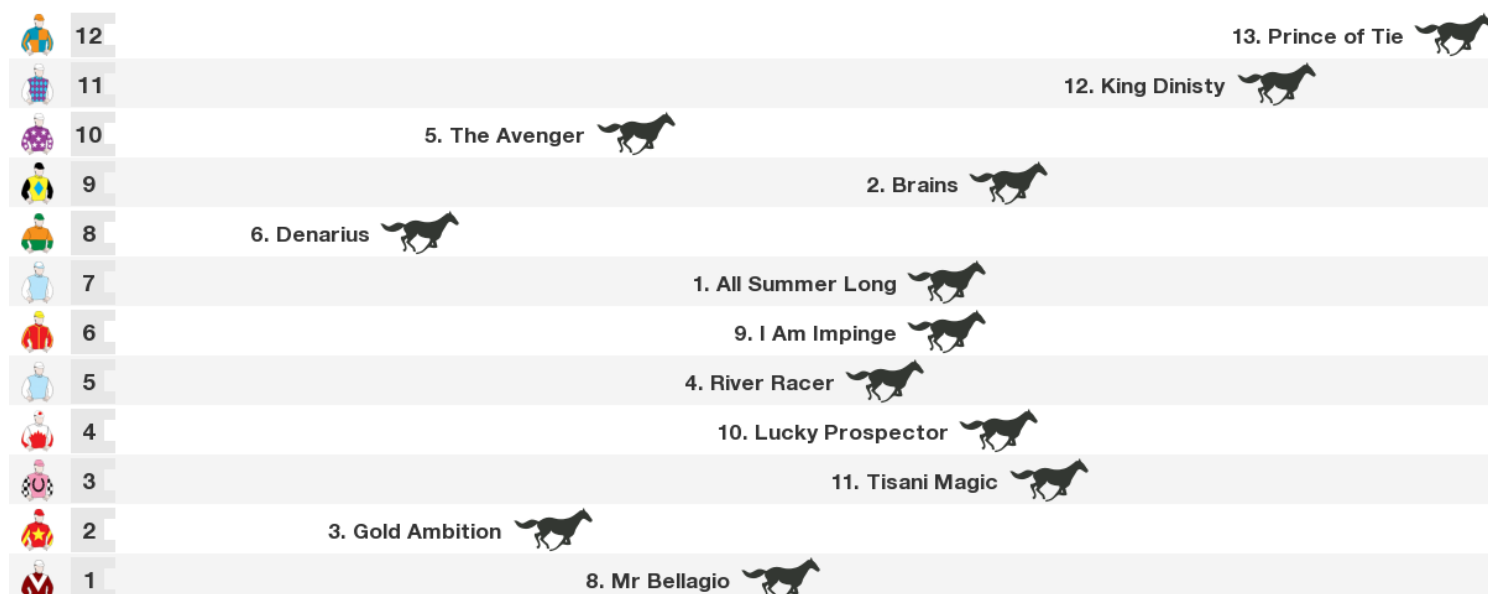 12 13. Prince of Tie
11 12. King Dinisty
10 5. The Avenger
9 2. Brains
8 6. Denarius
7 1. All Summer Long
6 9. I Am Impinge
5 4. River Racer
4 10. Lucky Prospector
3 11. Tisani Magic
2 3. Gold Ambition
1 8. Mr Bellagio